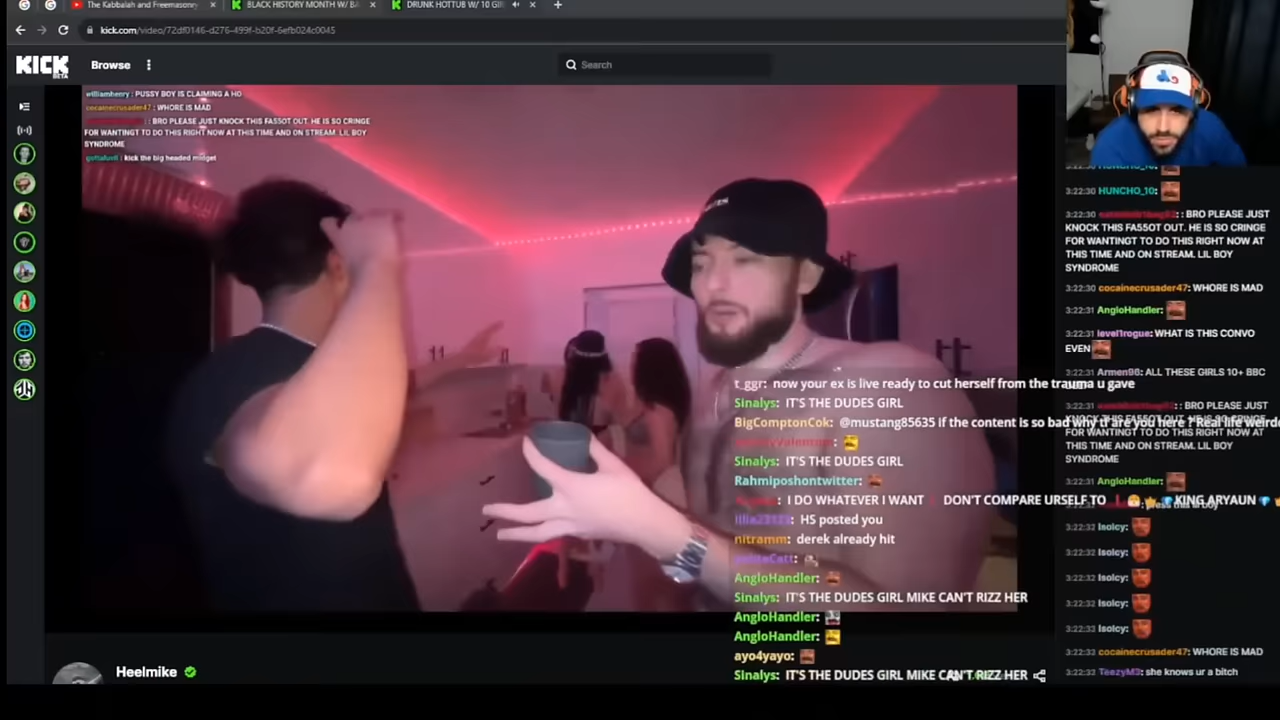 The Kabbalah and Freemasonry
BLACK HISTORY MONTH W/ BA
DRUNK HOTTUB W/ 10 GIR
kick.com/video/72df0146-d276-499f-b20f-6efb024c0045
KICK
BETA
Browse
Search
williamhenry : PUSSY BOY IS CLAIMING A HO
cocainecrusader47 : WHORE IS MAD
: BRO PLEASE JUST KNOCK THIS FA55OT OUT. HE IS SO CRINGE
FOR WANTINGT TO DO THIS RIGHT NOW AT THIS TIME AND ON STREAM. LIL BOY
SYNDROME
: kick the big headed midget
t_ggr: now your ex is live ready to cut herself from the trauma u gave
Sinalys: IT'S THE DUDES GIRL
BigComptonCok: @mustang85635 if the content is so bad why tf are you here ? Real life weirdo
Sinalys: IT'S THE DUDES GIRL
Rahmiposhontwitter:
I DO WHATEVER I WANT DON'T COMPARE URSELF TO KING ARYAUN
HS posted you
nitramm: derek already hit
AngloHandler:
Sinalys: IT'S THE DUDES GIRL MIKE CAN'T RIZZ HER
AngloHandler:
AngloHandler:
ayo4yayo:
Sinalys: IT'S THE DUDES GIRL MIKE CAN'T RIZZ HER
Heelmike
3:22:30
3:22:30 HUNCHO_10:
3:22:30 : BRO PLEASE JUST
KNOCK THIS FA55OT OUT. HE IS SO CRINGE
FOR WANTINGT TO DO THIS RIGHT NOW AT
THIS TIME AND ON STREAM. LIL BOY
SYNDROME
3:22:30 cocainecrusader47: WHORE IS MAD
3:22:31 AngloHandler:
3:22:31 level1rogue: WHAT IS THIS CONVO
EVEN
3:22:31 Armen98: ALL THESE GIRLS 10+ BBC
3:22:31 : BRO PLEASE JUST
KNOCK THIS FA55OT OUT. HE IS SO CRINGE
FOR WANTINGT TO DO THIS RIGHT NOW AT
THIS TIME AND ON STREAM. LIL BOY
SYNDROME
3:22:31 AngloHandler:
3:22:32 Isolcy:
3:22:32 Isolcy:
3:22:32 Isolcy:
3:22:33 Isolcy:
3:22:33 Isolcy:
3:22:33 cocainecrusader47: WHORE IS MAD
3:22:33 TeezyM3: she knows ur a bitch